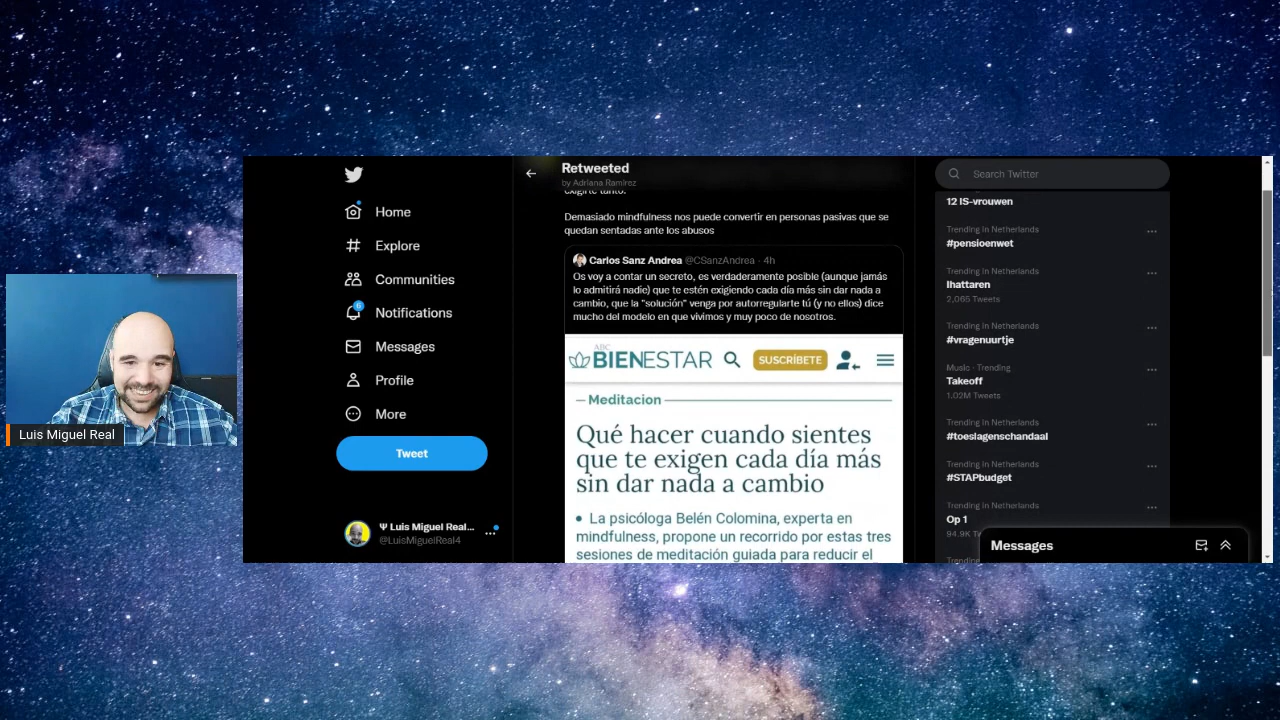 Luis Miguel Real
Home
Explore
Communities
6
Notifications
Messages
Profile
More
Tweet
Ψ Luis Miguel Real...
@LuisMiguelReal4
Retweeted
by Adriana Ramírez
exigirte tanto.
Demasiado mindfulness nos puede convertir en personas pasivas que se
quedan sentadas ante los abusos
Carlos Sanz Andrea @CSanzAndrea · 4h
Os voy a contar un secreto, es verdaderamente posible (aunque jamás
lo admitirá nadie) que te estén exigiendo cada día más sin dar nada a
cambio, que la "solución" venga por autorregularte tú (y no ellos) dice
mucho del modelo en que vivimos y muy poco de nosotros.
ABC
BIENESTAR
SUSCRÍBETE
Meditacion
Qué hacer cuando sientes
que te exigen cada día más
sin dar nada a cambio
• La psicóloga Belén Colomina, experta en
mindfulness, propone un recorrido por estas tres
sesiones de meditación guiada para reducir el
Search Twitter
12 IS-vrouwen
Trending in Netherlands
#pensioenwet
Trending in Netherlands
Ihattaren
2,065 Tweets
Trending in Netherlands
#vragenuurtje
Music · Trending
Takeoff
1.02M Tweets
Trending in Netherlands
#toeslagenschandaal
Trending in Netherlands
#STAPbudget
Trending in Netherlands
Op 1
94.9K
Trending
Messages